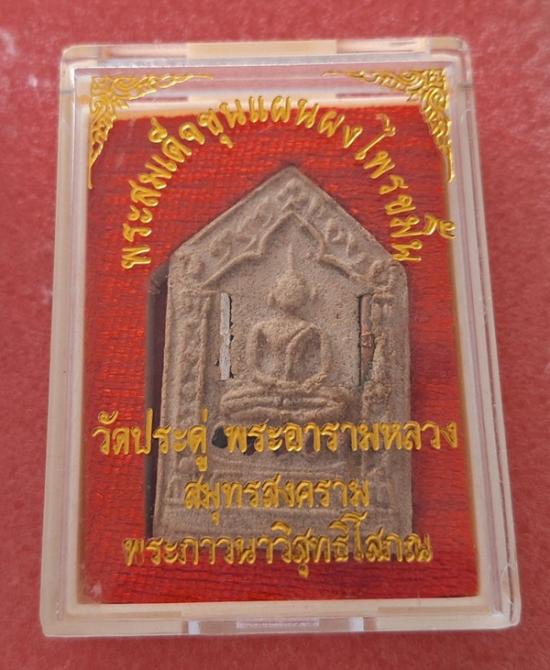 พระสมเด็จขุนแผนผงไพรขมิ้น
วัดประดู่ พระอารามหลวง
สมุทรสงคราม
พระภาวนาวิสุทธิโสภณ